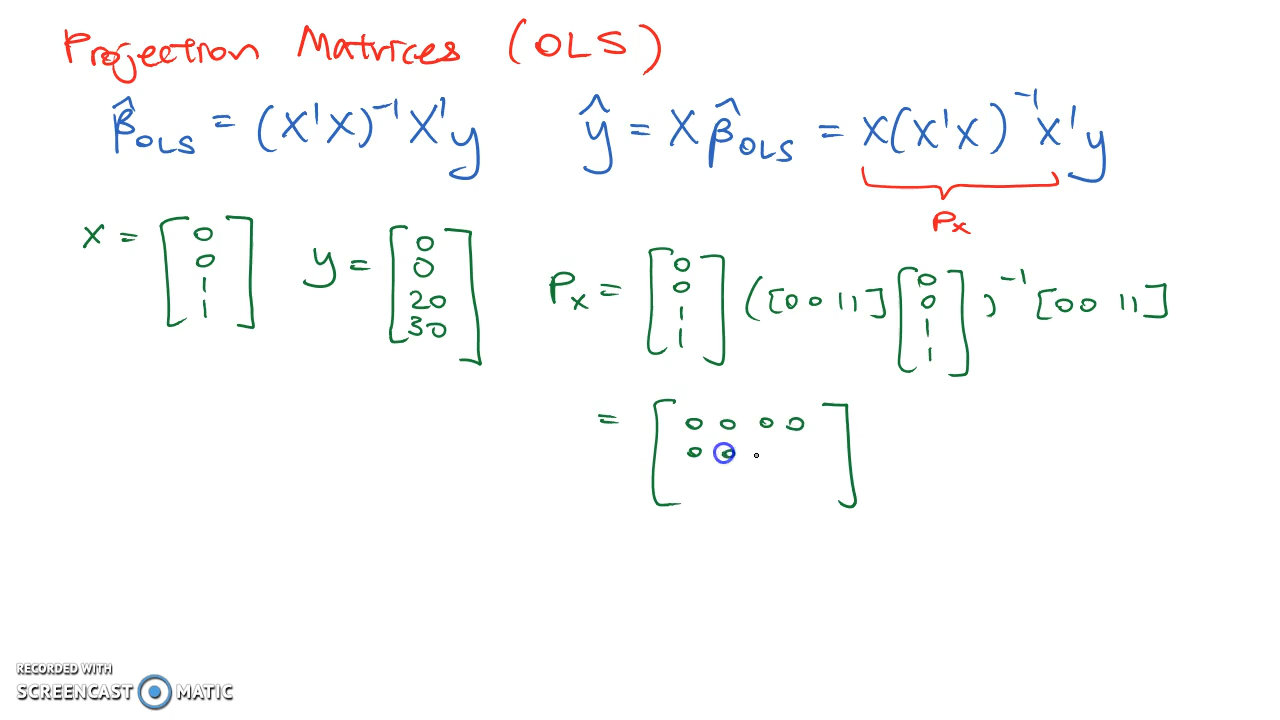 Projection Matrices (OLS)
β̂OLS = (X'X)⁻¹X'y   ŷ = Xβ̂OLS = X(X'X)⁻¹X'y
Px
X = [0 0 1 1]   y = [0 0 20 30]   Px = [0 0 1 1] ([0 0 1 1] [0 0 1 1])⁻¹ [0 0 1 1]
= [0 0 0 0
0 0 ]
RECORDED WITH
SCREENCAST MATIC